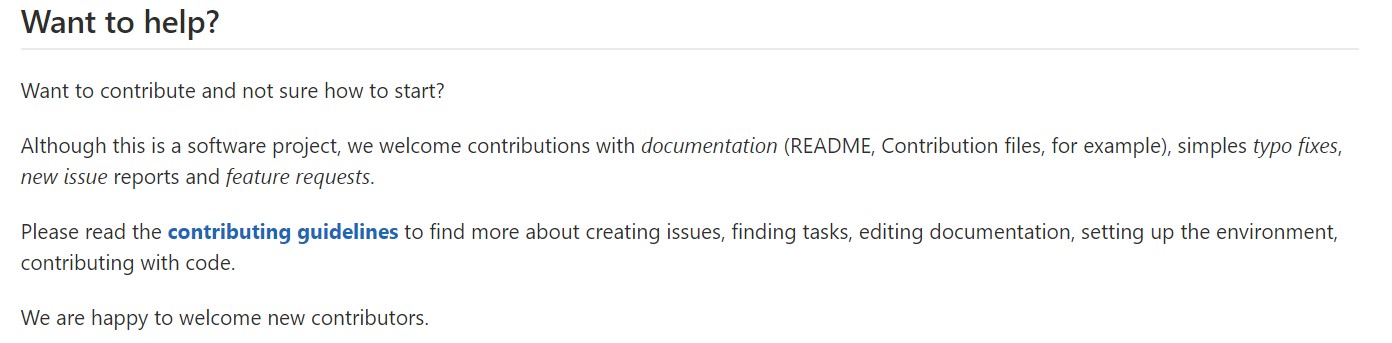 Want to help?
Want to contribute and not sure how to start?
Although this is a software project, we welcome contributions with documentation (README, Contribution files, for example), simples typo fixes,
new issue reports and feature requests.
Please read the contributing guidelines to find more about creating issues, finding tasks, editing documentation, setting up the environment,
contributing with code.
We are happy to welcome new contributors.